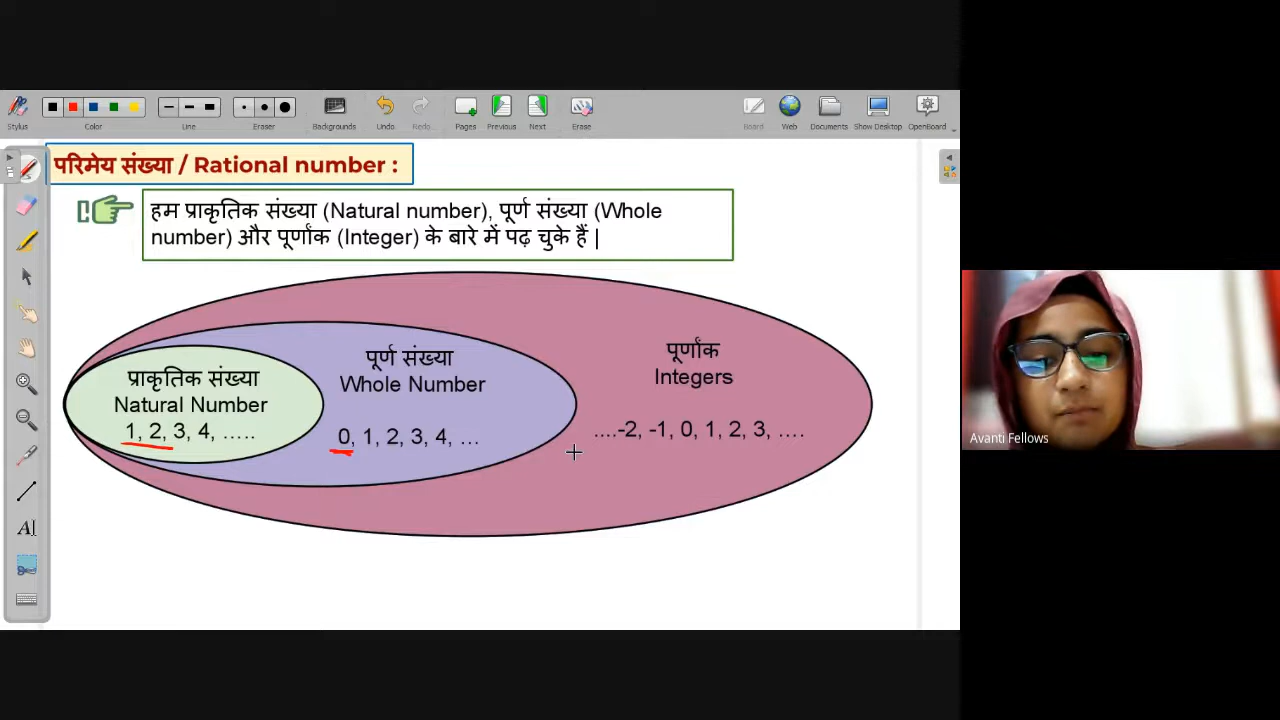 Stylus
Color
Line
Eraser
Backgrounds
Undo
Redo
Pages
Previous
Next
Erase
Board
Web
Documents
Show Desktop
OpenBoard
परिमेय संख्या / Rational number :
हम प्राकृतिक संख्या (Natural number), पूर्ण संख्या (Whole
number) और पूर्णांक (Integer) के बारे में पढ़ चुके हैं |
प्राकृतिक संख्या
Natural Number
1, 2, 3, 4, …..
पूर्ण संख्या
Whole Number
0, 1, 2, 3, 4, …
पूर्णांक
Integers
....-2, -1, 0, 1, 2, 3, ….
Avanti Fellows